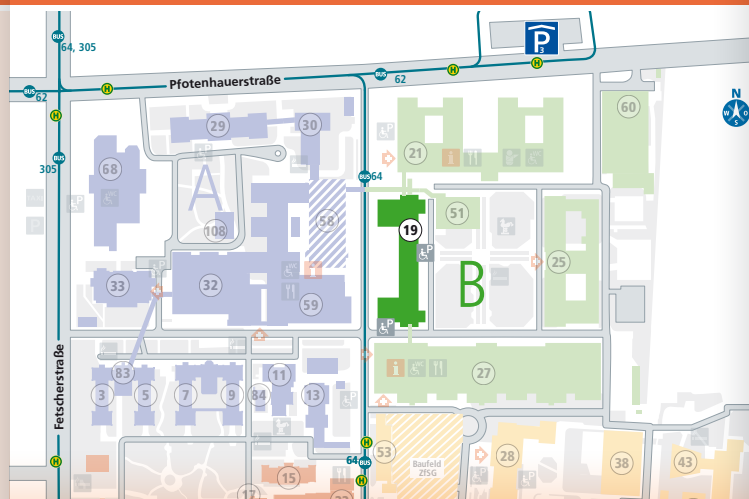 BUS
64, 305
P
3
Pfotenhauerstraße
BUS
62
H
H
BUS
62
H
H
N
W O
S
29
30
60
21
BUS
305
BUS
64
68
A
108
58
51
19
B
25
33
32
59
Fetscherstraße
83
3
5
7
9
84
11
13
27
H
64
BUS
H
H
53
Baufeld
ZfSG
28
38
43
15
17